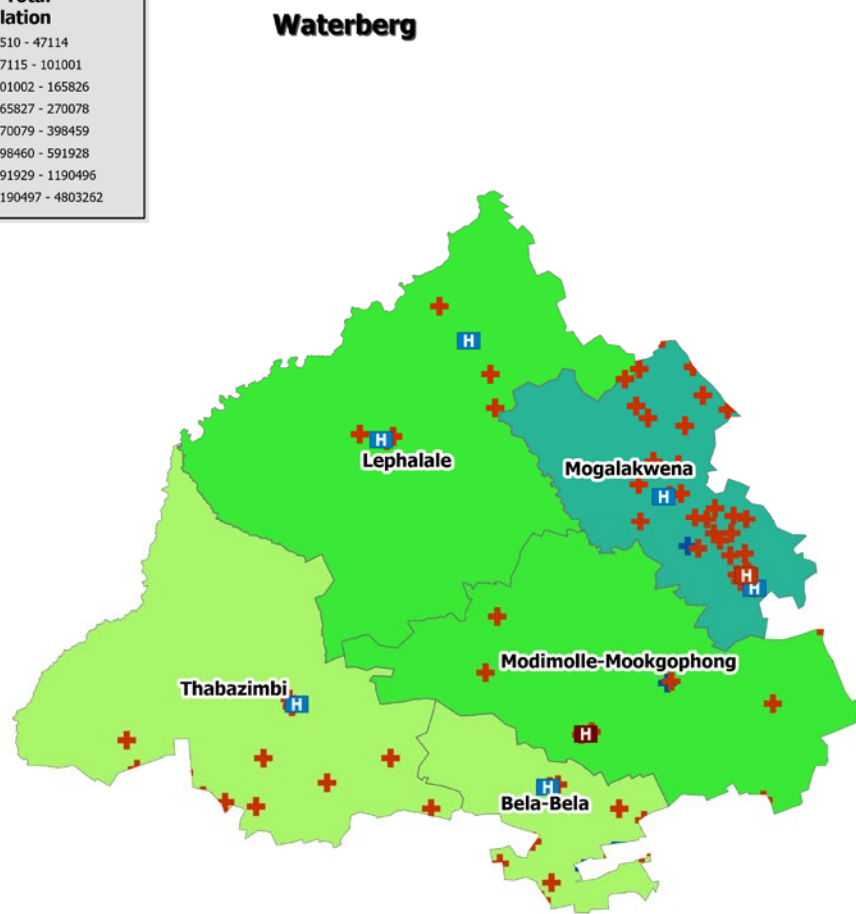 lation
510 - 47114
7115 - 101001
01002 - 165826
65827 - 270078
70079 - 398459
98460 - 591928
91929 - 1190496
190497 - 4803262
Waterberg
H
Lephalale
H
Mogalakwena
H
H
H
Modimolle-Mookgophong
Thabazimbi
H
H
H
Bela-Bela